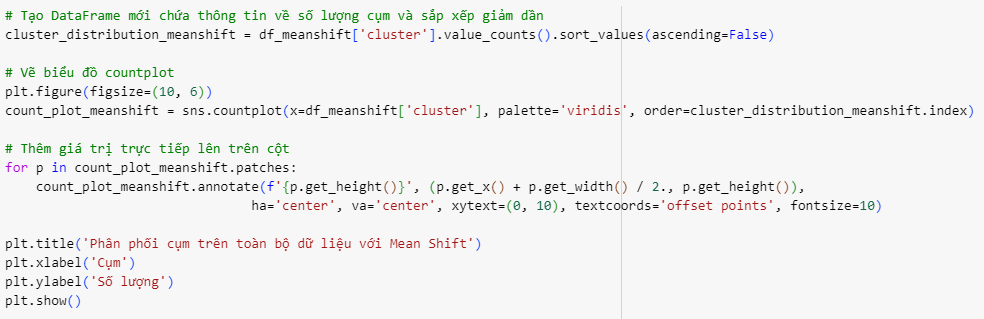 # Tạo DataFrame mới chứa thông tin về số lượng cụm và sắp xếp giảm dần
cluster_distribution_meanshift = df_meanshift['cluster'].value_counts().sort_values(ascending=False)
# Vẽ biểu đồ countplot
plt.figure(figsize=(10, 6))
count_plot_meanshift = sns.countplot(x=df_meanshift['cluster'], palette='viridis', order=cluster_distribution_meanshift.index)
# Thêm giá trị trực tiếp lên trên cột
for p in count_plot_meanshift.patches:
    count_plot_meanshift.annotate(f'{p.get_height()}', (p.get_x() + p.get_width() / 2., p.get_height()),
                                ha='center', va='center', xytext=(0, 10), textcoords='offset points', fontsize=10)
plt.title('Phân phối cụm trên toàn bộ dữ liệu với Mean Shift')
plt.xlabel('Cụm')
plt.ylabel('Số lượng')
plt.show()